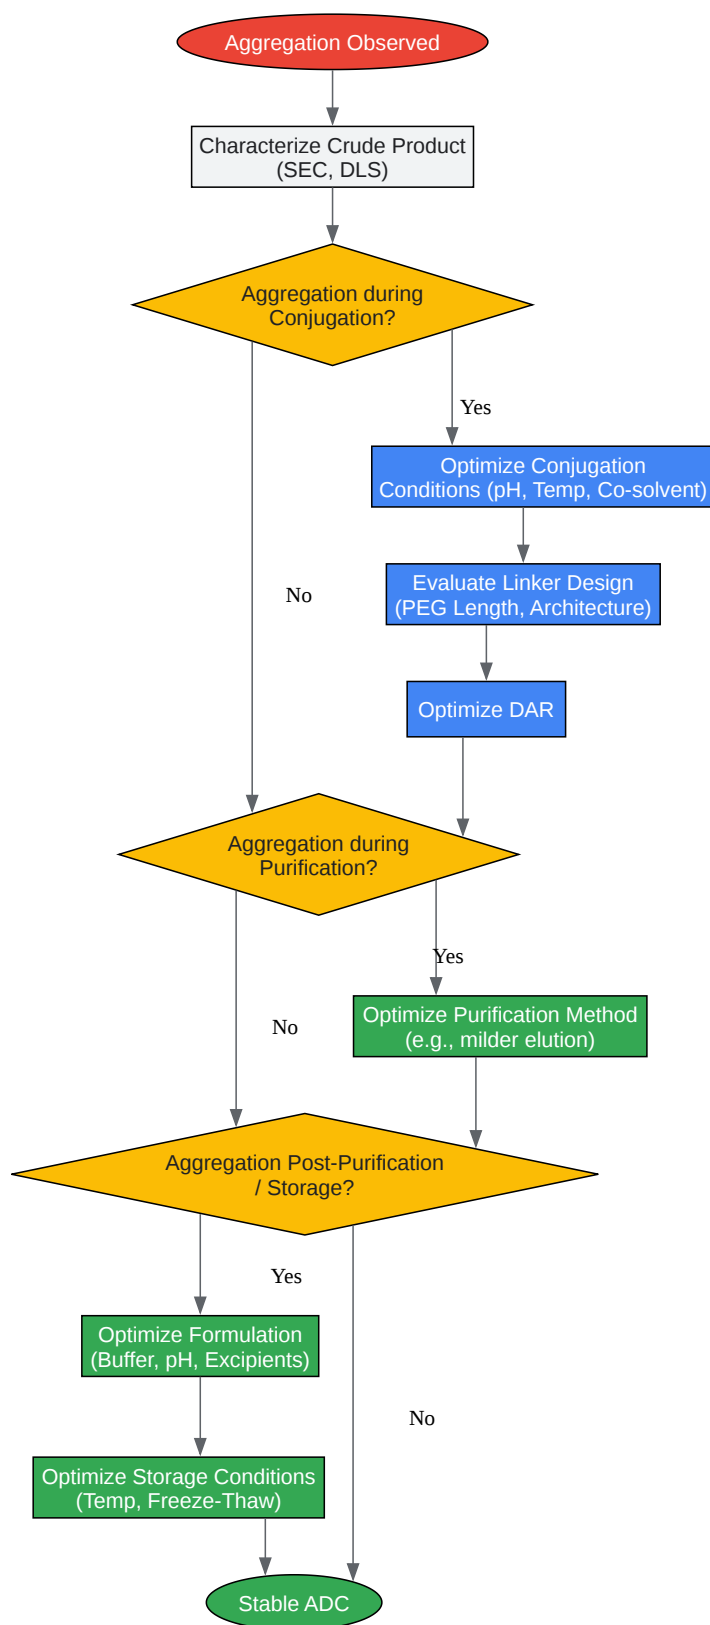 Aggregation Observed
Characterize Crude Product
(SEC, DLS)
Aggregation during
Conjugation?
Yes
Optimize Conjugation
Conditions (pH, Temp, Co-solvent)
Evaluate Linker Design
(PEG Length, Architecture)
No
Optimize DAR
Aggregation during
Purification?
Yes
Optimize Purification Method
(e.g., milder elution)
No
Aggregation Post-Purification
/ Storage?
Yes
Optimize Formulation
(Buffer, pH, Excipients)
No
Optimize Storage Conditions
(Temp, Freeze-Thaw)
Stable ADC